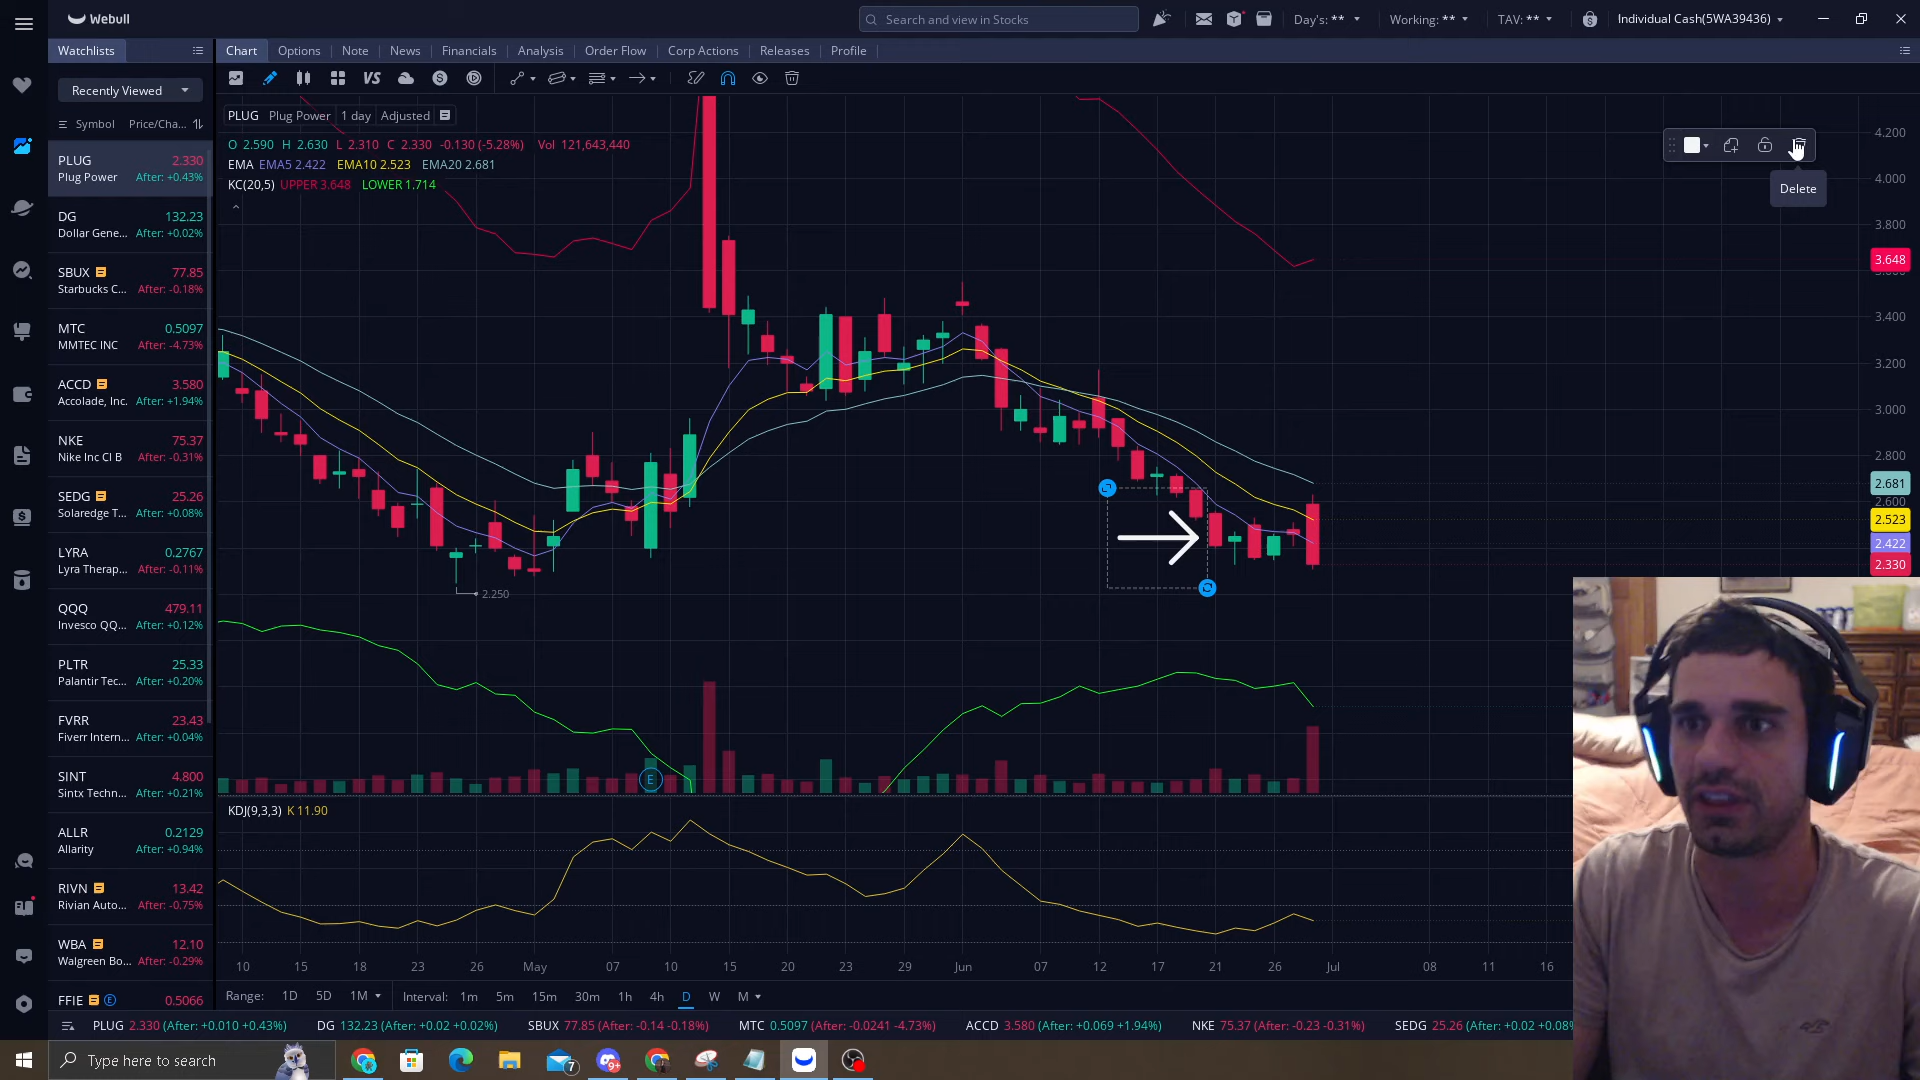 Webull
Search and view in Stocks
Day's: **
Working: **
TAV: **
Individual Cash(5WA39436)
Watchlists
Chart Options Note News Financials Analysis Order Flow Corp Actions Releases Profile
VS
Recently Viewed
Symbol Price/Cha...
PLUG 2.330
Plug Power After: +0.43%
DG 132.23
Dollar Gene... After: +0.02%
SBUX 77.85
Starbucks C... After: -0.18%
MTC 0.5097
MMTEC INC After: -4.73%
ACCD 3.580
Accolade, Inc. After: +1.94%
NKE 75.37
Nike Inc Cl B After: -0.31%
SEDG 25.26
Solaredge T... After: +0.08%
LYRA 0.2767
Lyra Therap... After: -0.11%
QQQ 479.11
Invesco QQ... After: +0.12%
PLTR 25.33
Palantir Tec... After: +0.20%
FVRR 23.43
Fiverr Intern... After: +0.04%
SINT 4.800
Sintx Techn... After: +0.21%
ALLR 0.2129
Allarity After: +0.94%
RIVN 13.42
Rivian Auto... After: -0.75%
WBA 12.10
Walgreen Bo... After: -0.29%
FFIE E 0.5066
PLUG Plug Power 1 day Adjusted
O 2.590 H 2.630 L 2.310 C 2.330 -0.130 (-5.28%) Vol 121,643,440
EMA EMA5 2.422 EMA10 2.523 EMA20 2.681
KC(20,5) UPPER 3.648 LOWER 1.714
Delete
4.200
4.000
3.800
3.648
3.400
3.200
3.000
2.800
2.681
2.600
2.523
2.422
2.330
2.250
E
KDJ(9,3,3) K 11.90
10 15 18 23 26 May 07 10 15 20 23 29 Jun 07 12 17 21 26 Jul 08 11 16
Range: 1D 5D 1M Interval: 1m 5m 15m 30m 1h 4h D W M
PLUG 2.330 (After: +0.010 +0.43%) DG 132.23 (After: +0.02 +0.02%) SBUX 77.85 (After: -0.14 -0.18%) MTC 0.5097 (After: -0.0241 -4.73%) ACCD 3.580 (After: +0.069 +1.94%) NKE 75.37 (After: -0.23 -0.31%) SEDG 25.26 (After: +0.02 +0.08%
Type here to search
7
9+